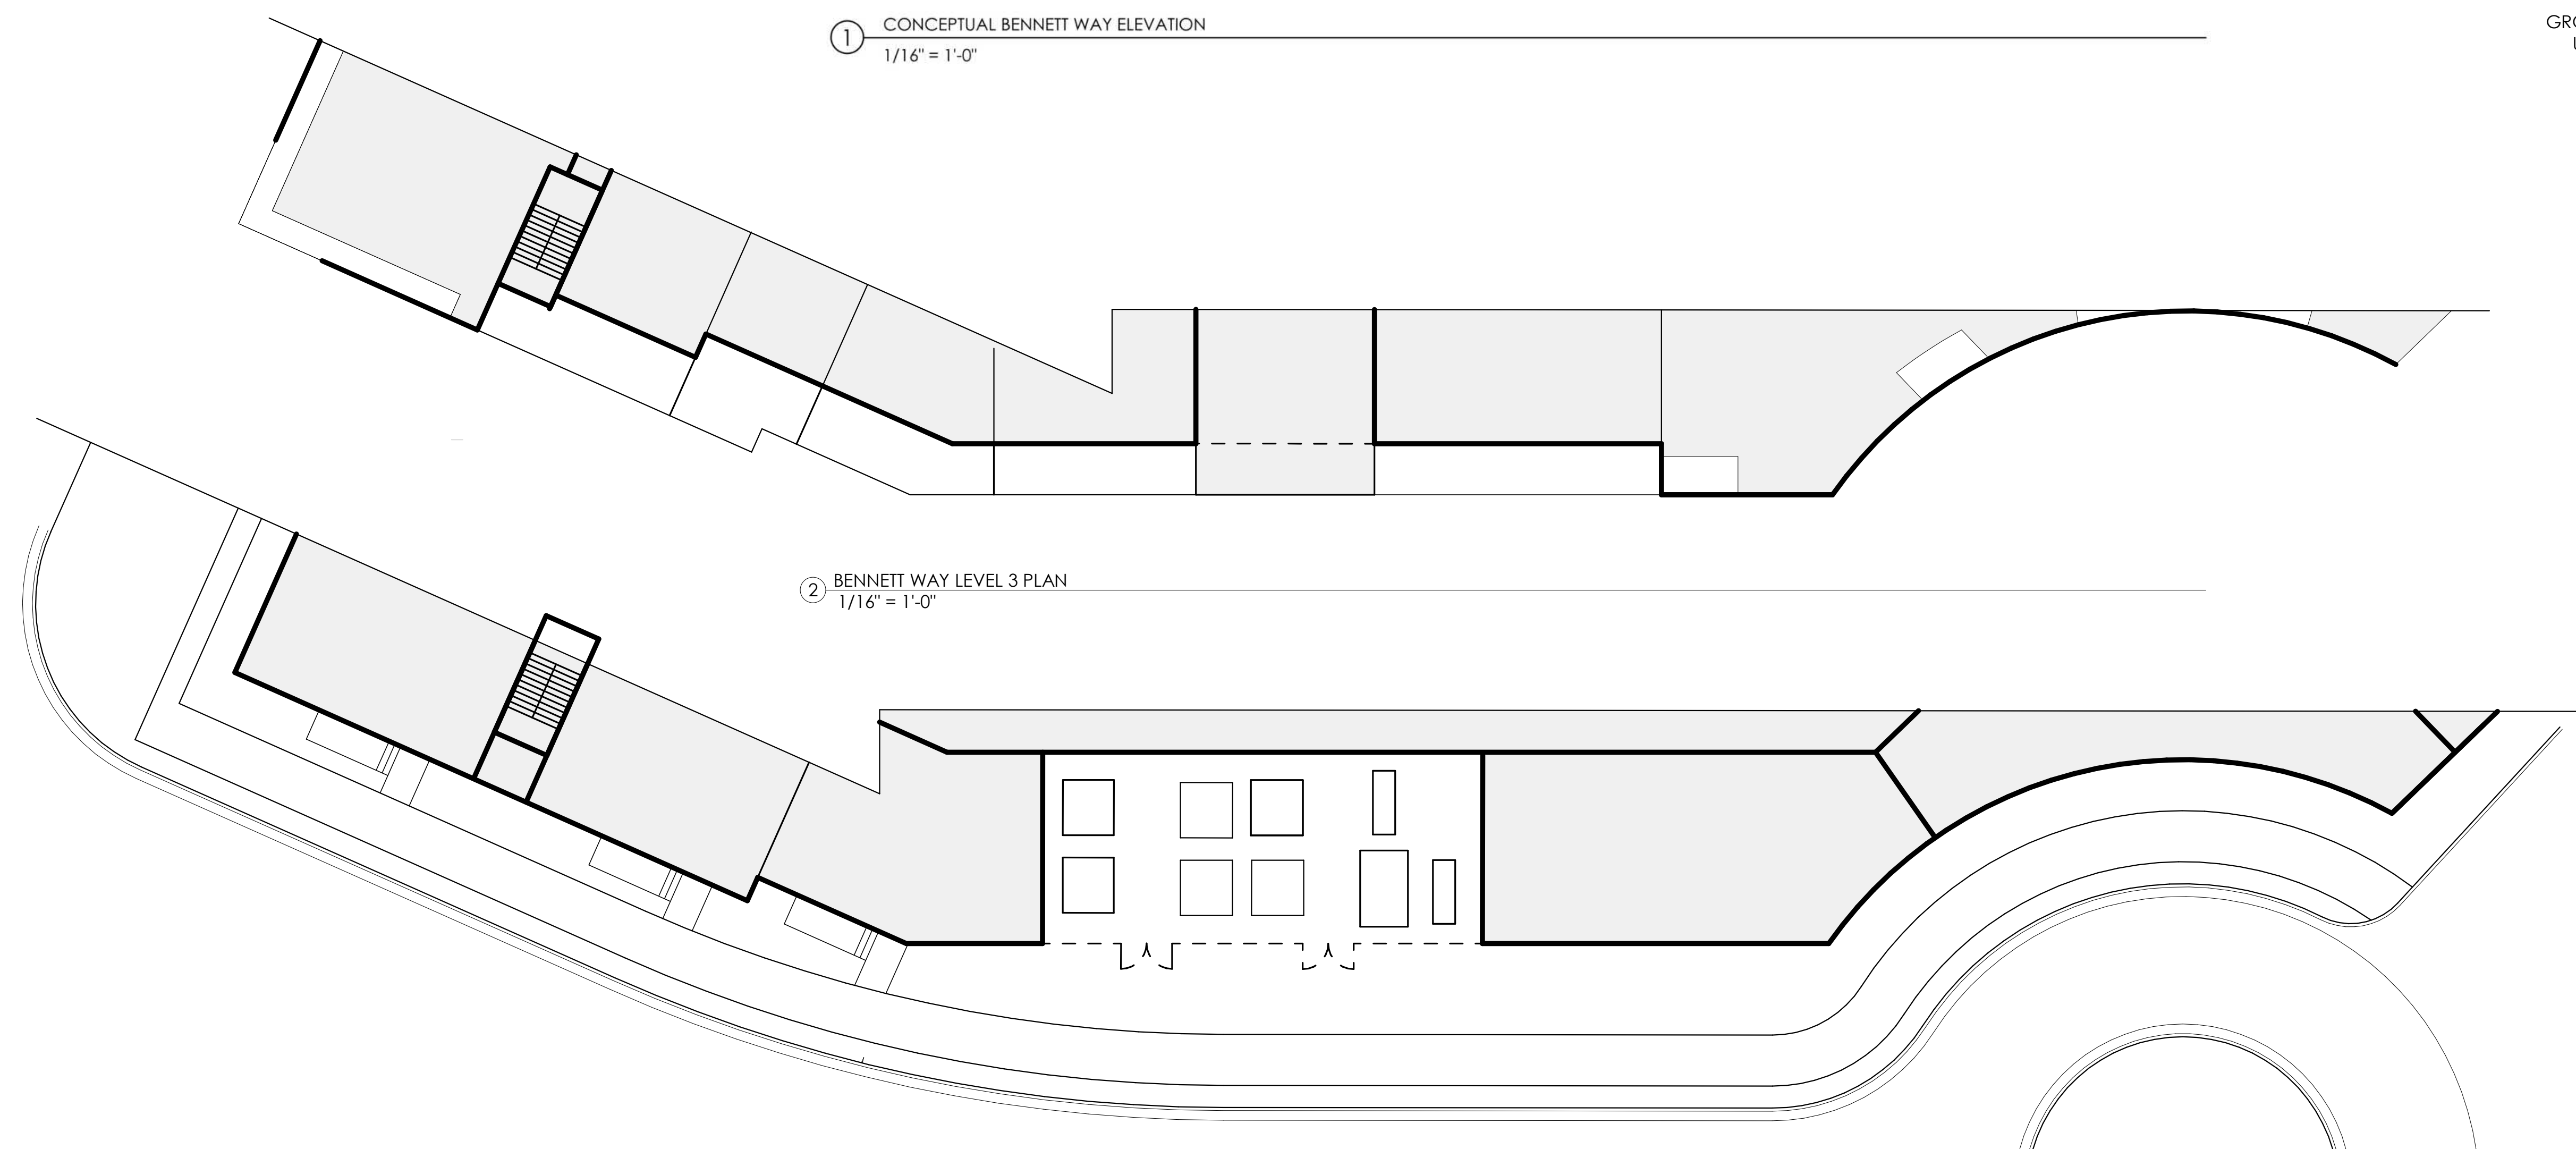 1
CONCEPTUAL BENNETT WAY ELEVATION
1/16" = 1'-0"
2
BENNETT WAY LEVEL 3 PLAN
1/16" = 1'-0"